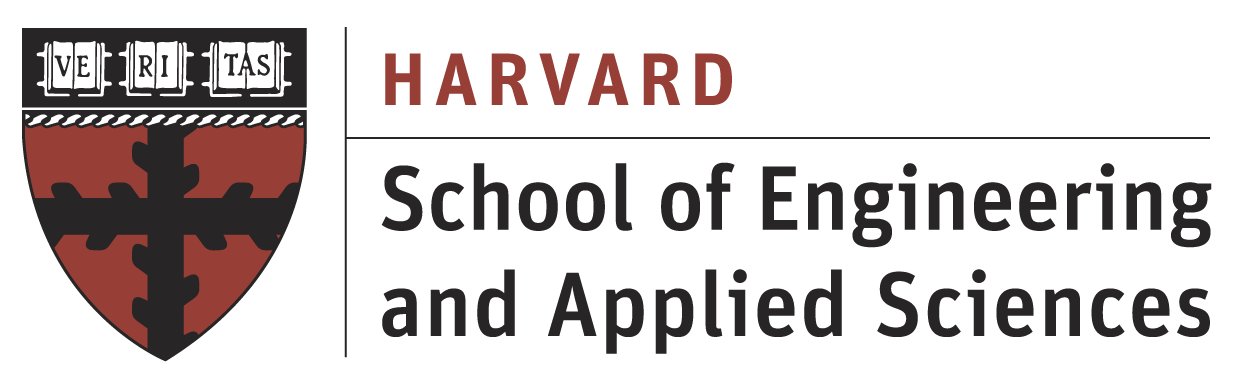 VE RI TAS
HARVARD
School of Engineering
and Applied Sciences